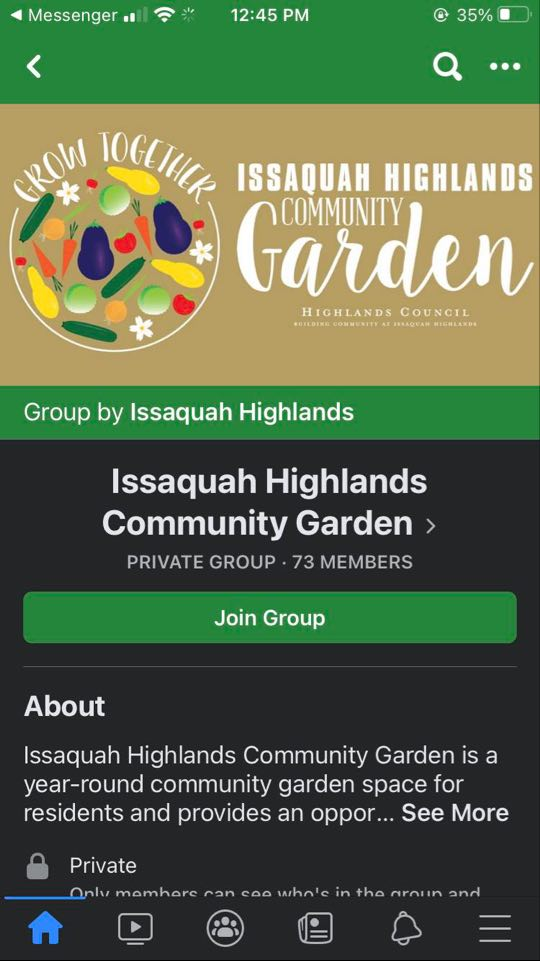 Messenger 12:45 PM 35%
GROW TOGETHER
ISSAQUAH HIGHLANDS
COMMUNITY
Garden
HIGHLANDS COUNCIL
BUILDING COMMUNITY AT ISSAQUAH HIGHLANDS
Group by Issaquah Highlands
Issaquah Highlands
Community Garden
PRIVATE GROUP · 73 MEMBERS
Join Group
About
Issaquah Highlands Community Garden is a
year-round community garden space for
residents and provides an oppor... See More
Private
Only members can see who's in the group and